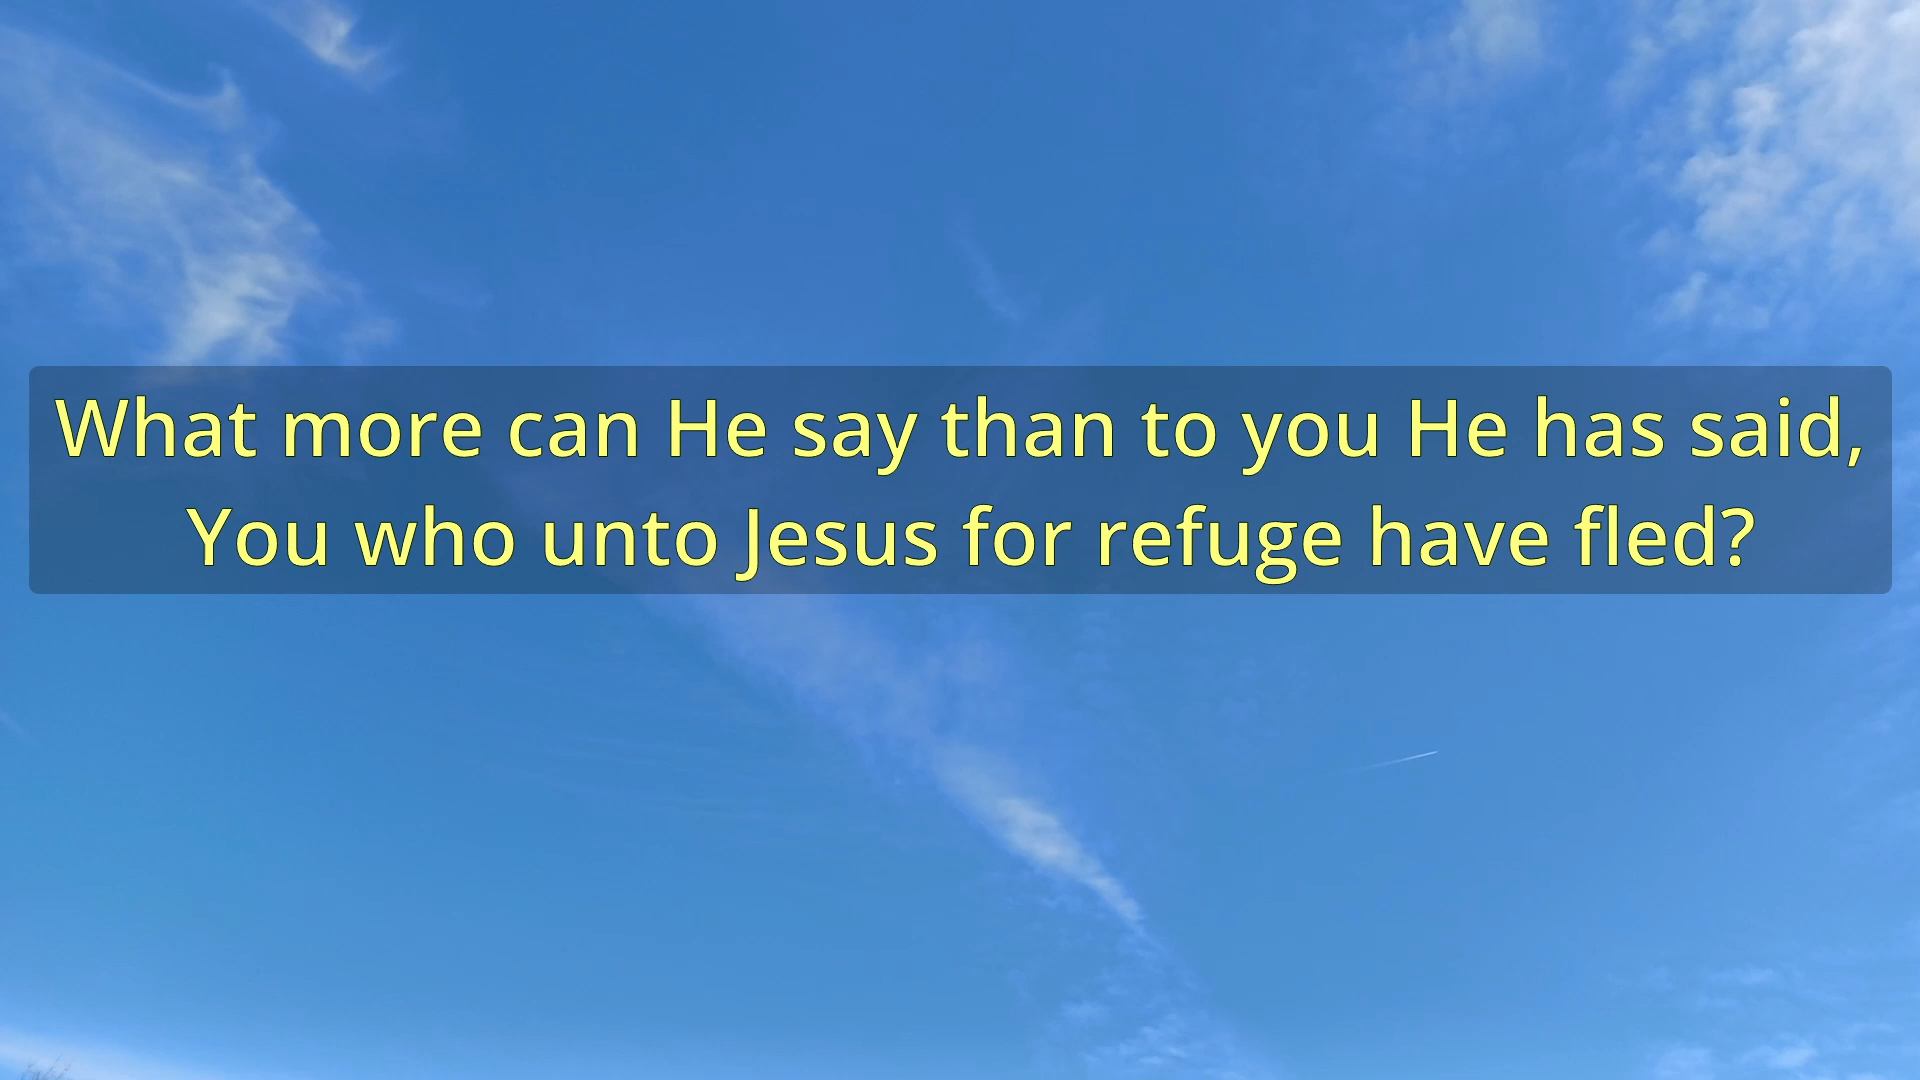 What more can He say than to you He has said,
You who unto Jesus for refuge have fled?